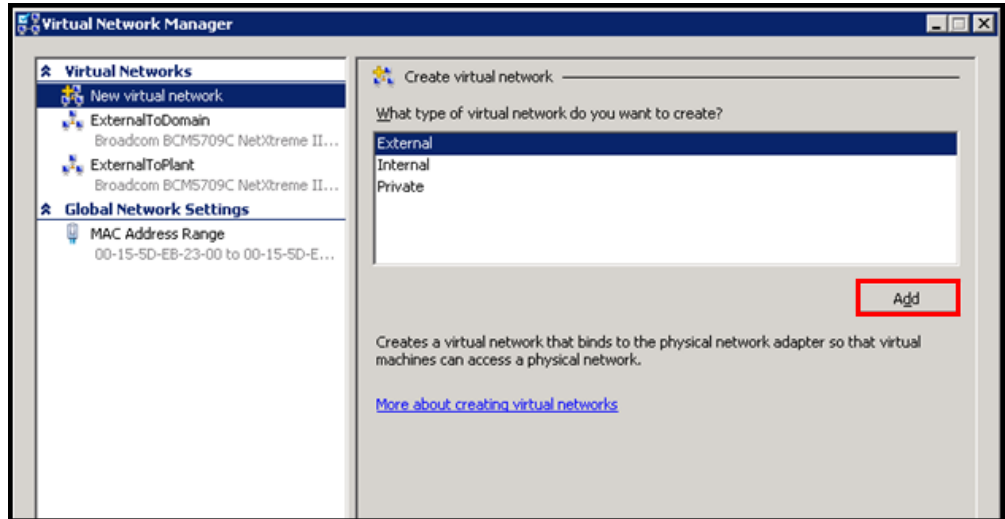 Virtual Network Manager
Virtual Networks
New virtual network
ExternalToDomain
Broadcom BCM5709C NetXtreme II...
ExternalToPlant
Broadcom BCM5709C NetXtreme II...
Global Network Settings
MAC Address Range
00-15-5D-EB-23-00 to 00-15-5D-E...
Create virtual network
What type of virtual network do you want to create?
External
Internal
Private
Add
Creates a virtual network that binds to the physical network adapter so that virtual
machines can access a physical network.
More about creating virtual networks